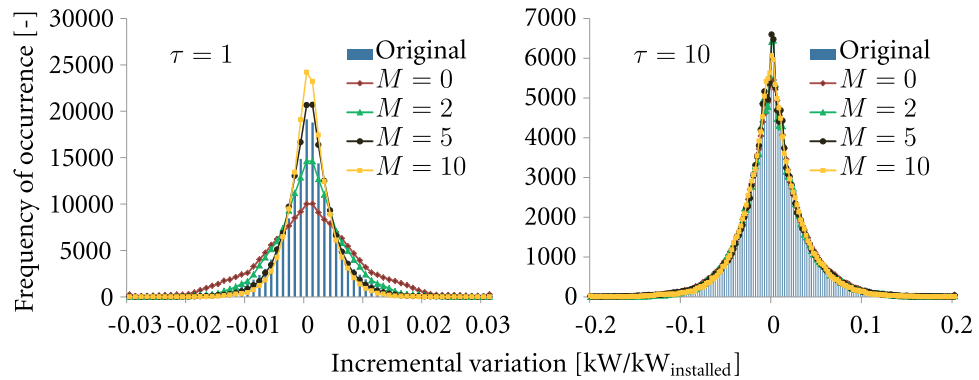 Frequency of occurrence [-]
30000
25000
20000
15000
10000
5000
0
τ = 1
Original
M = 0
M = 2
M = 5
M = 10
-0.03 -0.02 -0.01 0 0.01 0.02 0.03
7000
6000
5000
4000
3000
2000
1000
0
τ = 10
Original
M = 0
M = 2
M = 5
M = 10
-0.2 -0.1 0 0.1 0.2
Incremental variation [kW/kWinstalled]